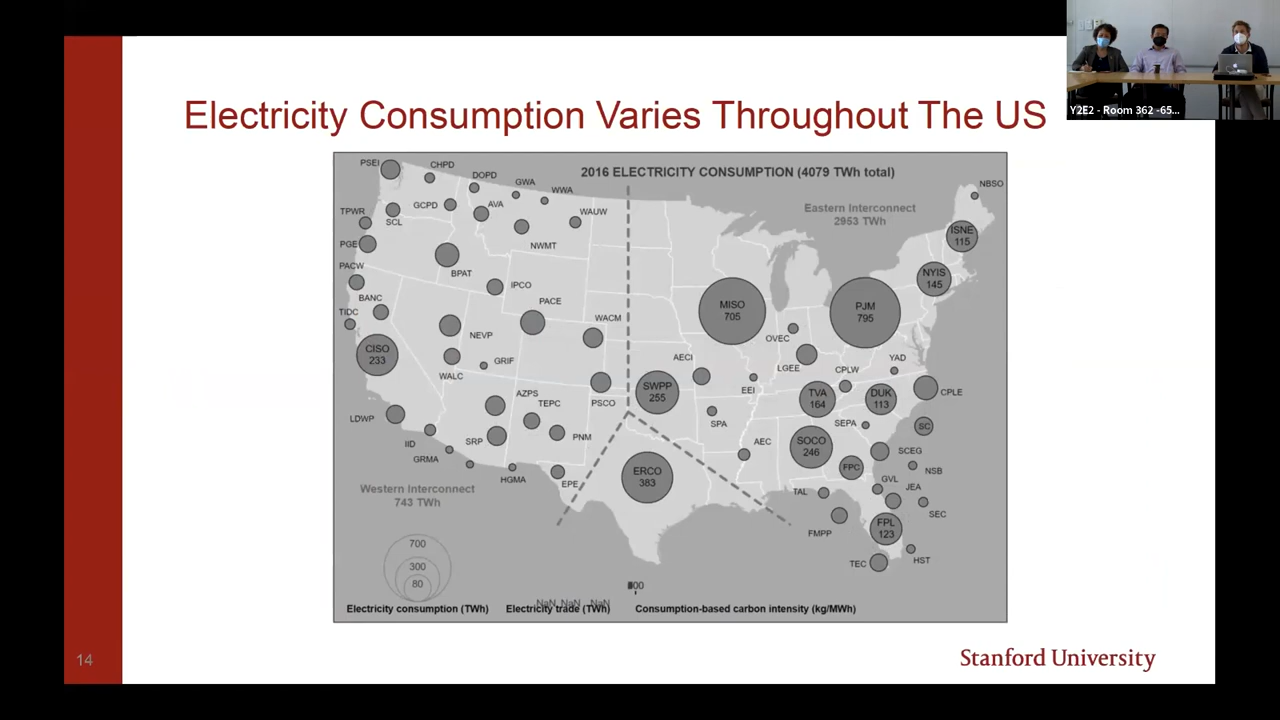 Y2E2 - Room 362 -65...
Electricity Consumption Varies Throughout The US
2016 ELECTRICITY CONSUMPTION (4079 TWh total)
Eastern Interconnect
2953 TWh
PSEI
CHPD
DOPD
GWA
WWA
NBSO
TPWR
SCL
GCPD
AVA
WAUW
ISNE
115
PGE
NWMT
PACW
BPAT
IPCO
NYIS
145
BANC
PACE
MISO
705
PJM
795
TIDC
NEVP
WACM
OVEC
CISO
233
WALC
GRIF
AECI
LGEE
CPLW
YAD
AZPS
TEPC
PSCO
SWPP
255
EEI
TVA
164
DUK
113
CPLE
LDWP
IID
SRP
PNM
SPA
SEPA
SC
GRMA
HGMA
EPE
AEC
SOCO
246
SCEG
ERCO
383
FPC
NSB
GVL
JEA
TAL
SEC
Western Interconnect
743 TWh
FMPP
FPL
123
TEC
HST
700
300
80
NaN NaN NaN
Electricity consumption (TWh)
Electricity trade (TWh)
Consumption-based carbon intensity (kg/MWh)
14
Stanford University